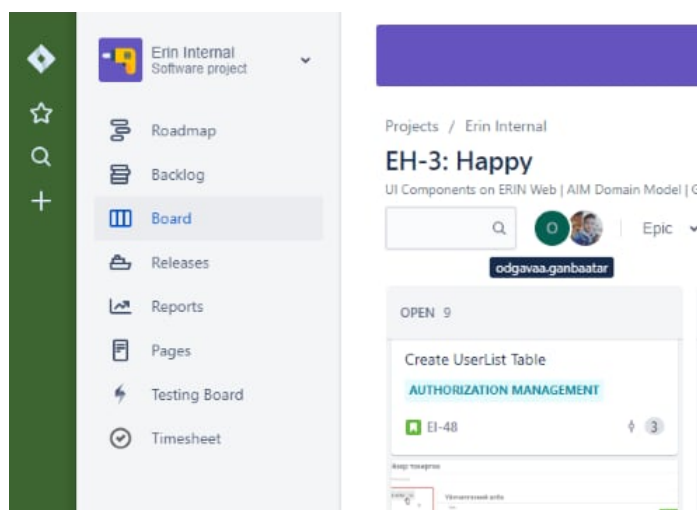 Erin Internal
Software project
Roadmap
Backlog
Board
Releases
Reports
Pages
Testing Board
Timesheet
Projects / Erin Internal
EH-3: Happy
UI Components on ERIN Web | AIM Domain Model | G
O
Epic
odgavaa.ganbaatar
OPEN 9
Create UserList Table
AUTHORIZATION MANAGEMENT
EI-48 3